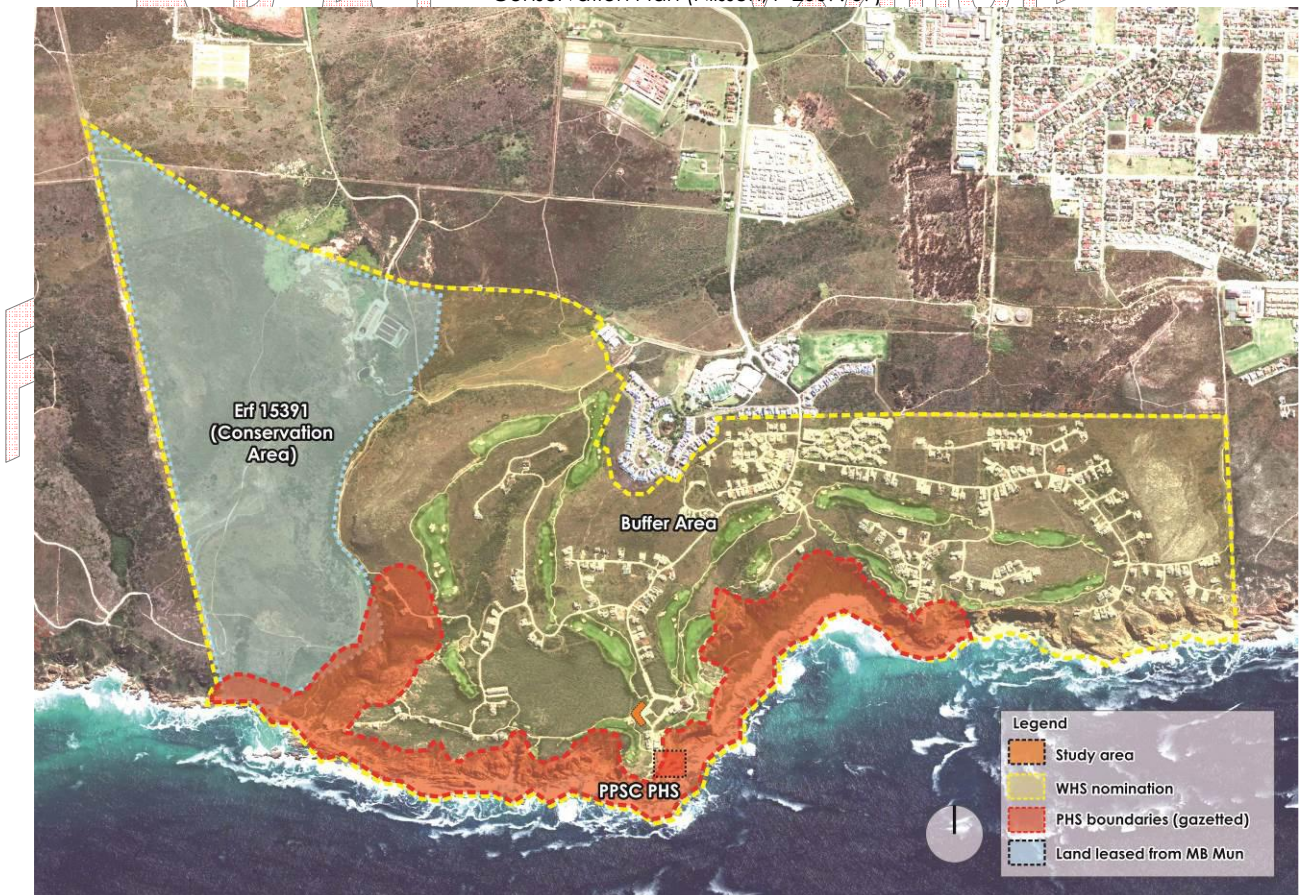 Erf 15391
(Conservation
Area)
Buffer Area
PPSC PHS
Legend
Study area
WHS nomination
PHS boundaries (gazetted)
Land leased from MB Mun